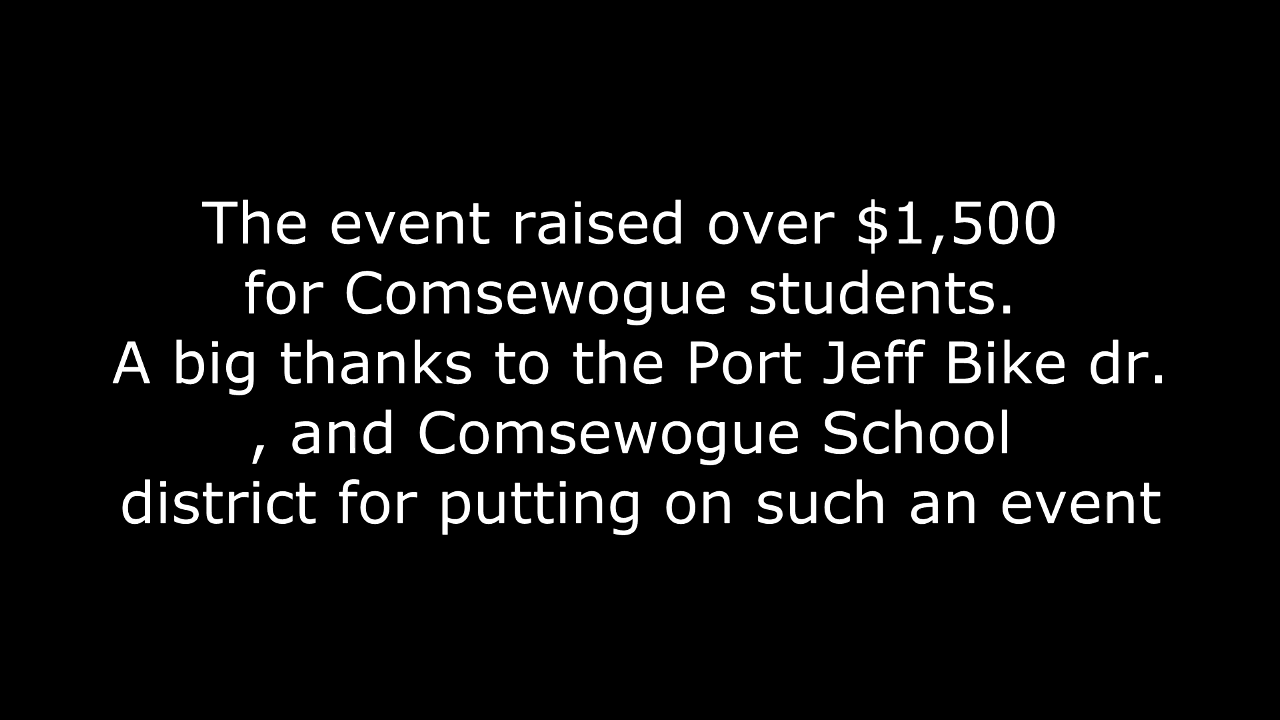 The event raised over $1,500
for Comsewogue students.
A big thanks to the Port Jeff Bike dr.
, and Comsewogue School
district for putting on such an event